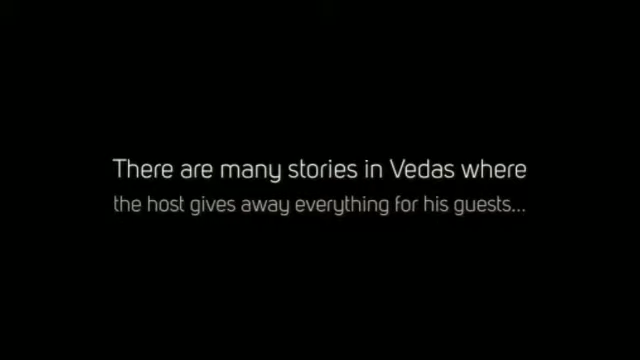 There are many stories in Vedas where
the host gives away everything for his guests...